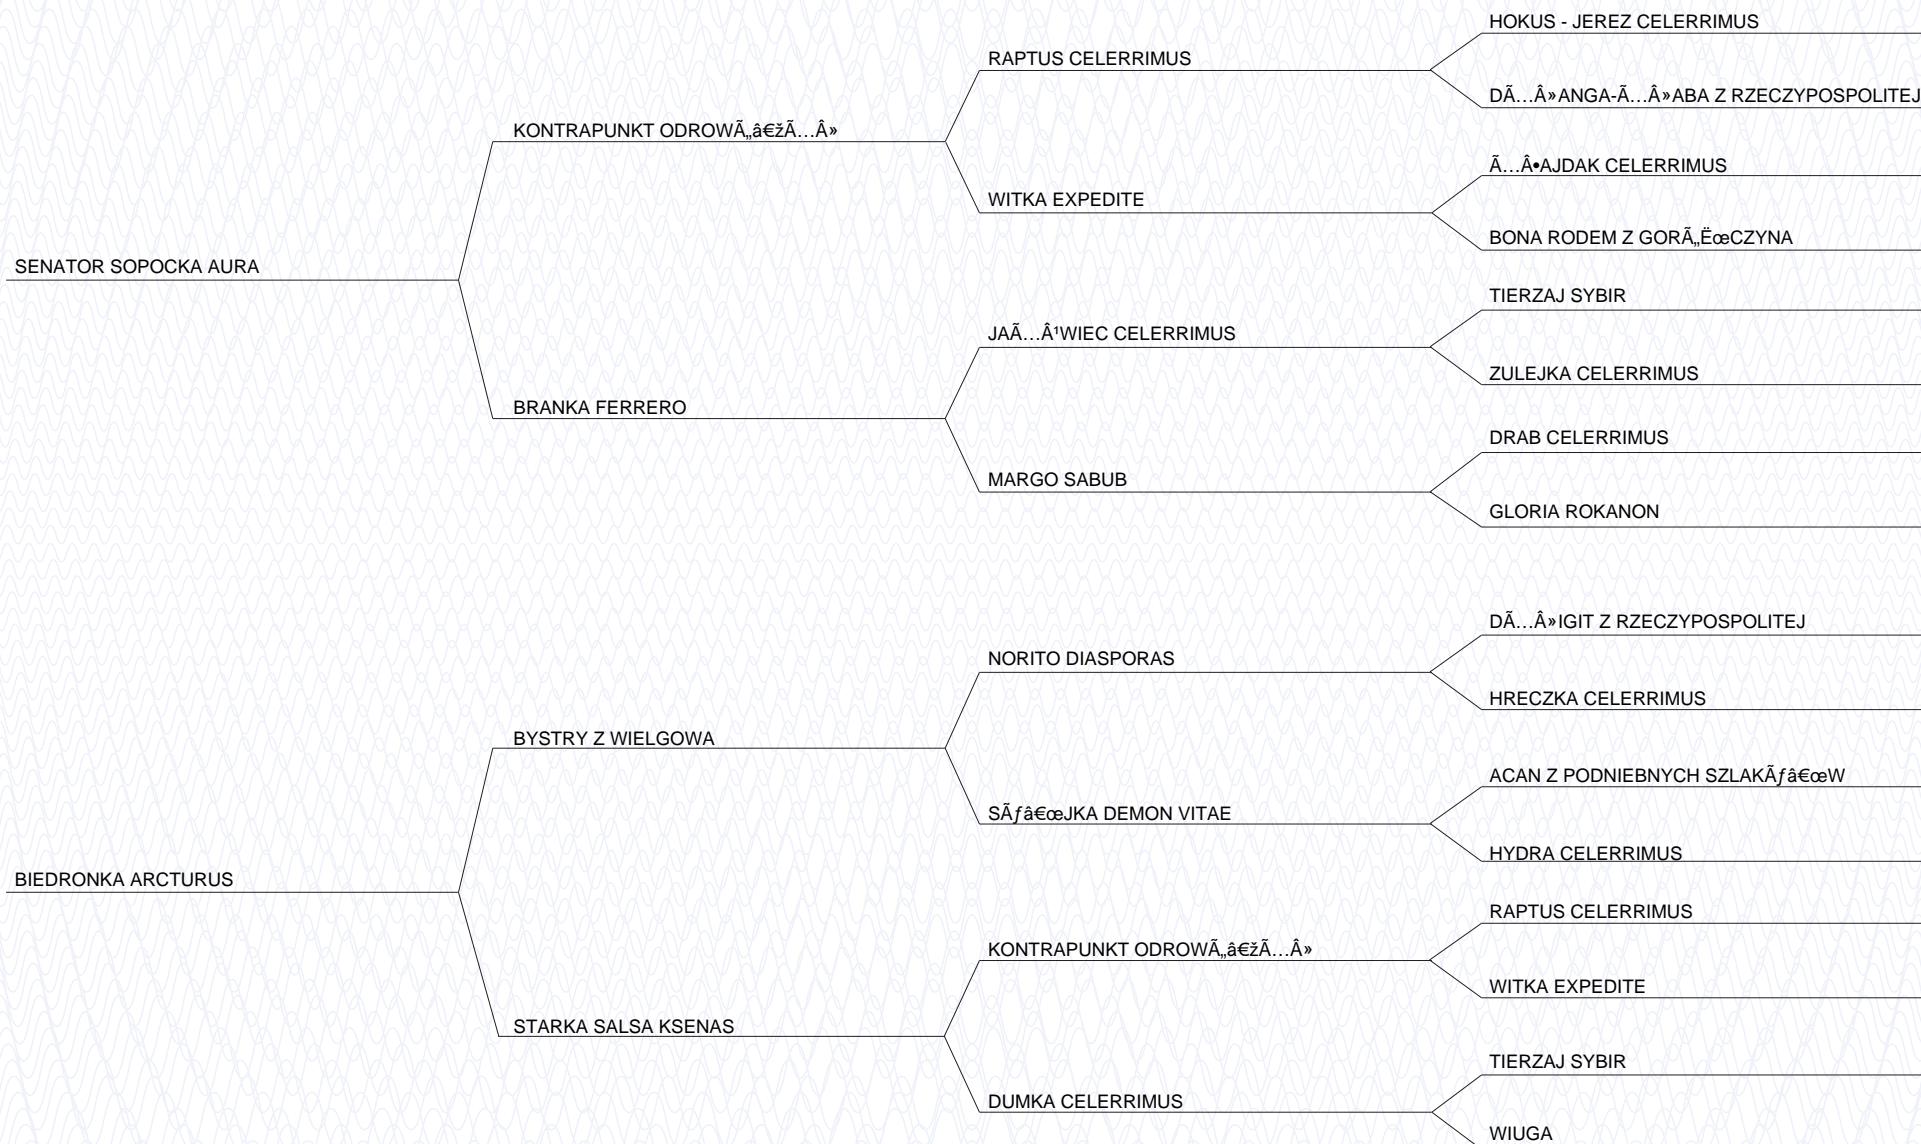 HOKUS - JEREZ CELERRIMUS
RAPTUS CELERRIMUS
DÃ…Â»ANGA-Ã…Â»ABA Z RZECZYPOSPOLITEJ
KONTRAPUNKT ODROWÃ„â€žÃ…Â»
Ã…Â•AJDAK CELERRIMUS
WITKA EXPEDITE
BONA RODEM Z GORÃ„ËœCZYNA
SENATOR SOPOCKA AURA
TIERZAJ SYBIR
JAÃ…Â¹WIEC CELERRIMUS
ZULEJKA CELERRIMUS
BRANKA FERRERO
DRAB CELERRIMUS
MARGO SABUB
GLORIA ROKANON
DÃ…Â»IGIT Z RZECZYPOSPOLITEJ
NORITO DIASPORAS
HRECZKA CELERRIMUS
BYSTRY Z WIELGOWA
ACAN Z PODNIEBNYCH SZLAKÃƒâ€œW
SÃƒâ€œJKA DEMON VITAE
HYDRA CELERRIMUS
BIEDRONKA ARCTURUS
RAPTUS CELERRIMUS
KONTRAPUNKT ODROWÃ„â€žÃ…Â»
WITKA EXPEDITE
STARKA SALSA KSENAS
TIERZAJ SYBIR
DUMKA CELERRIMUS
WIUGA